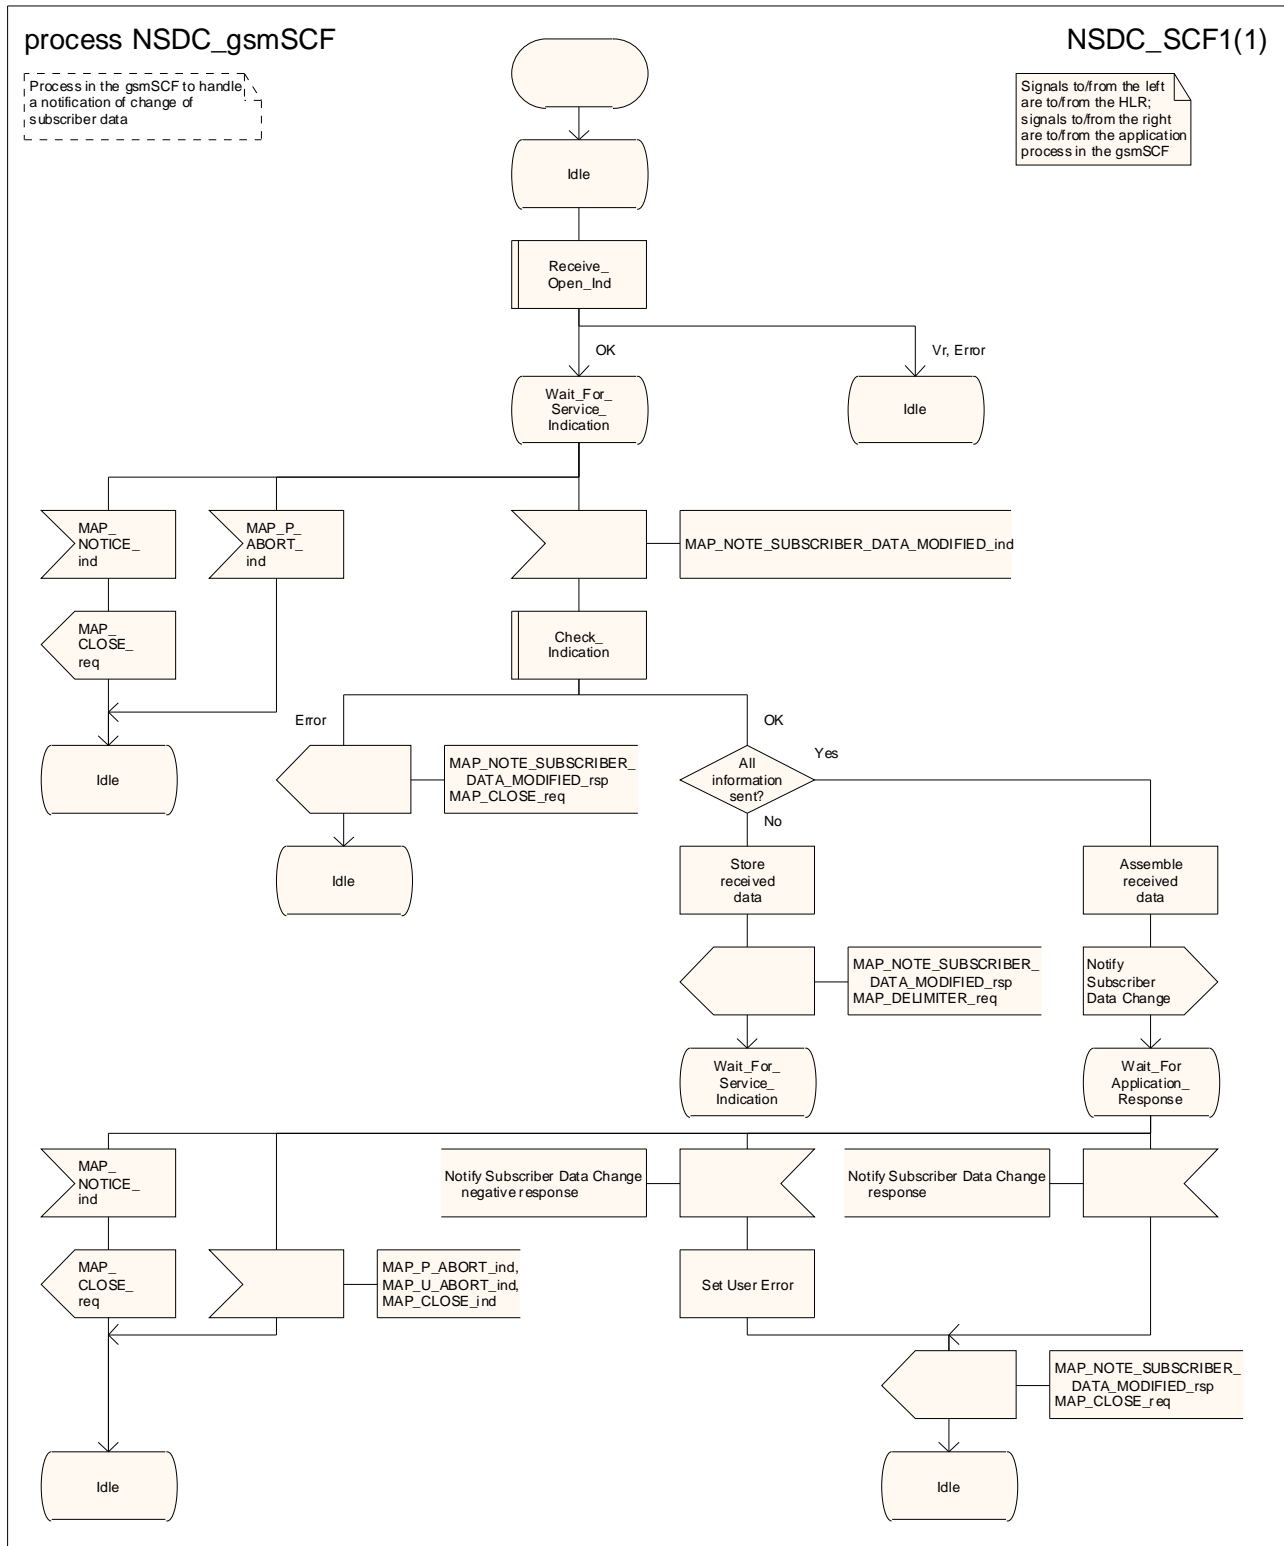 process NSDC_gsmSCF
NSDC_SCF1(1)
Process in the gsmSCF to handle
a notification of change of
subscriber data
Signals to/from the left
are to/from the HLR;
signals to/from the right
are to/from the application
process in the gsmSCF
Idle
Receive_
Open_Ind
OK
Vr, Error
Wait_For_
Service_
Indication
Idle
MAP_
NOTICE_
ind
MAP_P_
ABORT_
ind
MAP_NOTE_SUBSCRIBER_DATA_MODIFIED_ind
MAP_
CLOSE_
req
Check_
Indication
Error
OK
Idle
MAP_NOTE_SUBSCRIBER_
DATA_MODIFIED_rsp
MAP_CLOSE_req
All
information
sent?
Yes
No
Idle
Store
received
data
Assemble
received
data
MAP_NOTE_SUBSCRIBER_
DATA_MODIFIED_rsp
MAP_DELIMITER_req
Notify
Subscriber
Data Change
Wait_For_
Service_
Indication
Wait_For
Application_
Response
MAP_
NOTICE_
ind
Notify Subscriber Data Change
negative response
Notify Subscriber Data Change
response
MAP_
CLOSE_
req
MAP_P_ABORT_ind,
MAP_U_ABORT_ind,
MAP_CLOSE_ind
Set User Error
MAP_NOTE_SUBSCRIBER_
DATA_MODIFIED_rsp
MAP_CLOSE_req
Idle
Idle